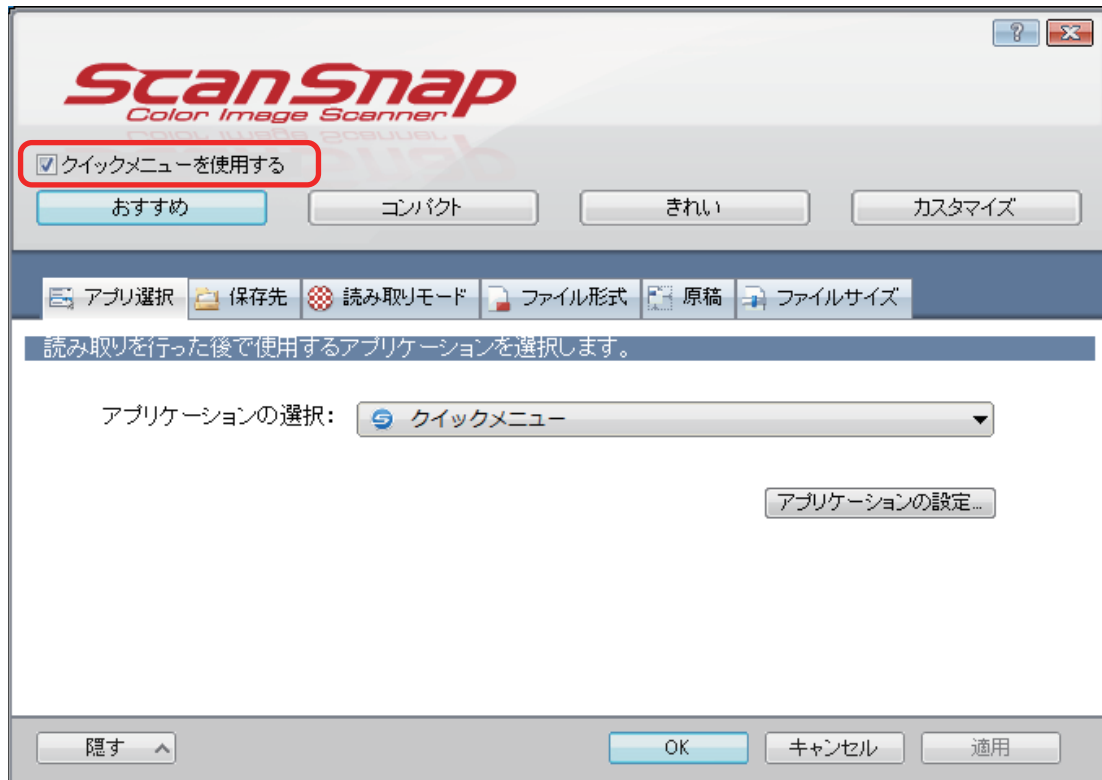 ScanSnap
Color Image Scanner
クイックメニューを使用する
おすすめ コンパクト きれい カスタマイズ
アプリ選択 保存先 読み取りモード ファイル形式 原稿 ファイルサイズ
読み取りを行った後で使用するアプリケーションを選択します。
アプリケーションの選択: クイックメニュー
アプリケーションの設定...
隠す OK キャンセル 適用